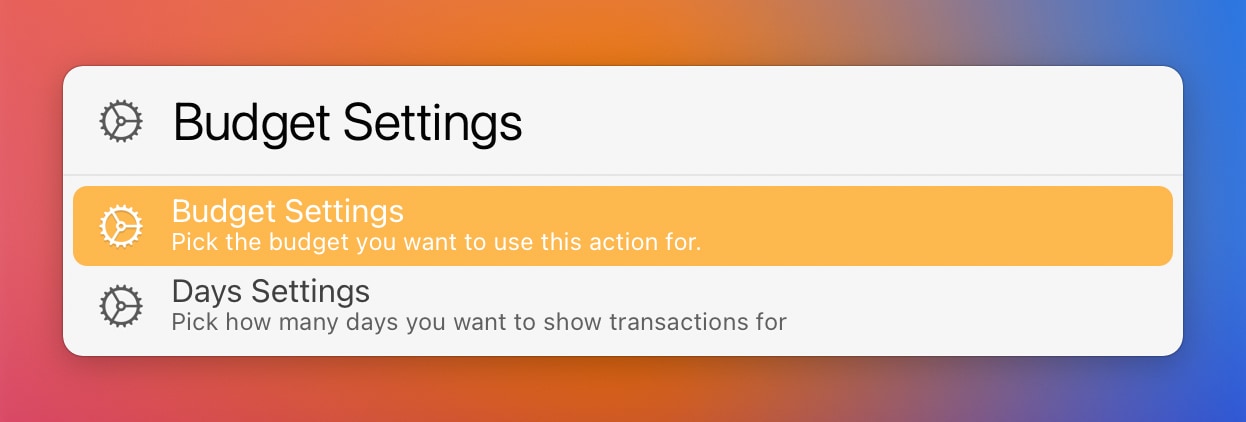 Budget Settings
Budget Settings
Pick the budget you want to use this action for.
Days Settings
Pick how many days you want to show transactions for